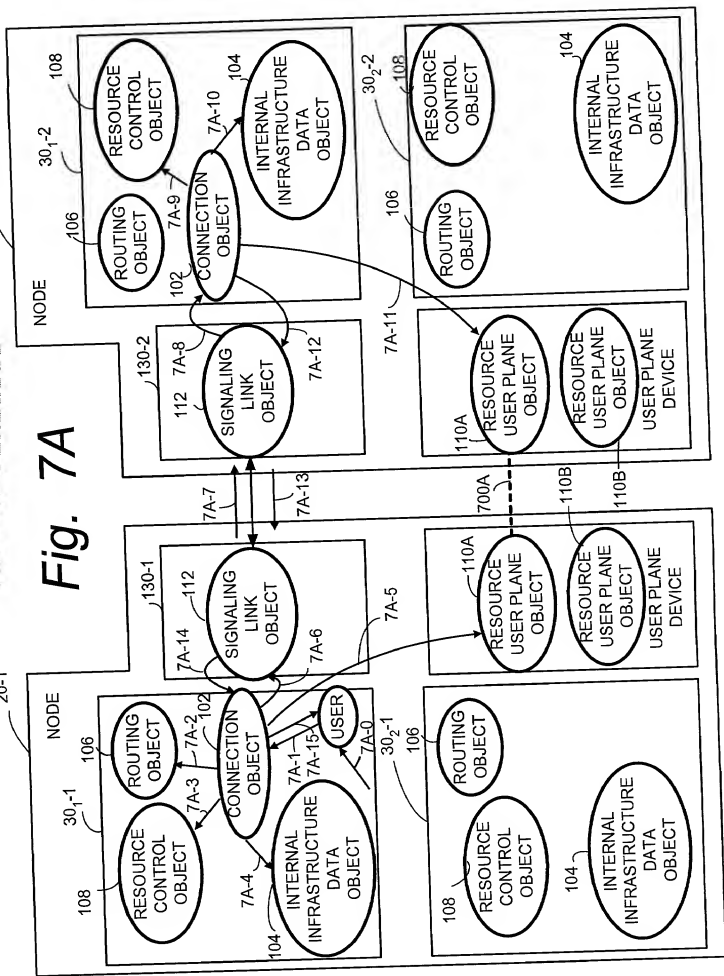 Fig. 7A
20-1
NODE
30₁-1
108
RESOURCE
CONTROL
OBJECT
106
ROUTING
OBJECT
7A-3
7A-2
102
CONNECTION
OBJECT
7A-4
104
INTERNAL
INFRASTRUCTURE
DATA
OBJECT
7A-1
7A-15
USER
7A-0
130-1
112
SIGNALING
LINK
OBJECT
7A-14
7A-6
7A-5
30₂-1
108
RESOURCE
CONTROL
OBJECT
106
ROUTING
OBJECT
104
INTERNAL
INFRASTRUCTURE
DATA
OBJECT
110A
RESOURCE
USER PLANE
OBJECT
110B
RESOURCE
USER PLANE
OBJECT
USER PLANE
DEVICE
7A-7
7A-13
700A
NODE
130-2
112
SIGNALING
LINK
OBJECT
7A-8
7A-12
30₁-2
106
ROUTING
OBJECT
108
RESOURCE
CONTROL
OBJECT
7A-9
102
CONNECTION
OBJECT
7A-10
104
INTERNAL
INFRASTRUCTURE
DATA
OBJECT
7A-11
110A
RESOURCE
USER PLANE
OBJECT
RESOURCE
USER PLANE
OBJECT
110B
USER PLANE
DEVICE
30₂-2
106
ROUTING
OBJECT
108
RESOURCE
CONTROL
OBJECT
104
INTERNAL
INFRASTRUCTURE
DATA
OBJECT